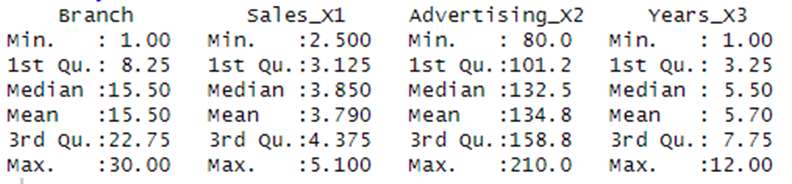 Branch Sales_X1 Advertising_X2 Years_X3
Min. : 1.00 Min. :2.500 Min. : 80.0 Min. : 1.00
1st Qu.: 8.25 1st Qu.:3.125 1st Qu.:101.2 1st Qu.: 3.25
Median :15.50 Median :3.850 Median :132.5 Median : 5.50
Mean :15.50 Mean :3.790 Mean :134.8 Mean : 5.70
3rd Qu.:22.75 3rd Qu.:4.375 3rd Qu.:158.8 3rd Qu.: 7.75
Max. :30.00 Max. :5.100 Max. :210.0 Max. :12.00